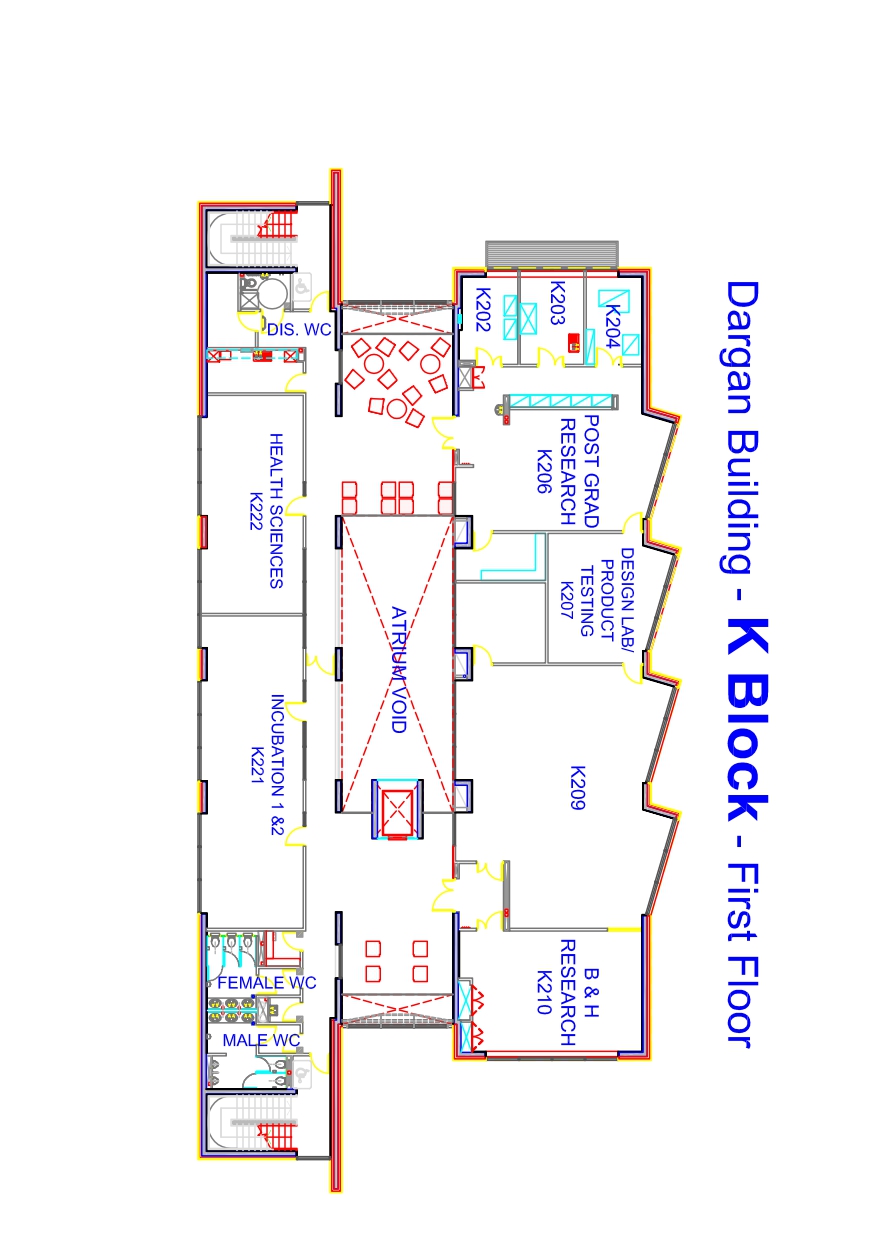 Dargan Building - K Block - First Floor
K202
K203
K204
DIS. WC
POST GRAD
RESEARCH
K206
HEALTH SCIENCES
K222
DESIGN LAB/
PRODUCT
TESTING
K207
ATRIUM VOID
INCUBATION 1 &2
K221
K209
B & H
RESEARCH
K210
FEMALE WC
MALE WC